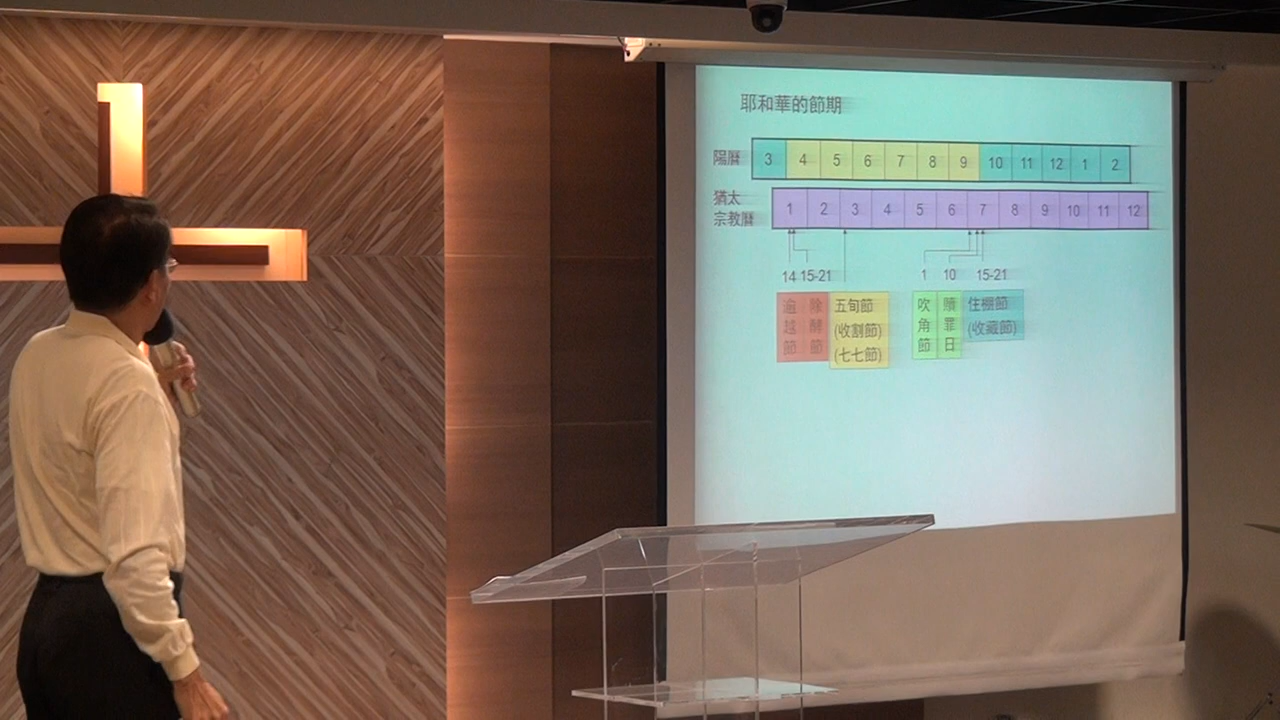 耶和華的節期
陽曆 3 4 5 6 7 8 9 10 11 12 1 2
猶太
宗教曆
1 2 3 4 5 6 7 8 9 10 11 12
14 15-21 1 10 15-21
逾越節
除酵節
五旬節
(收割節)
(七七節)
吹角節
贖罪日
住棚節
(收藏節)